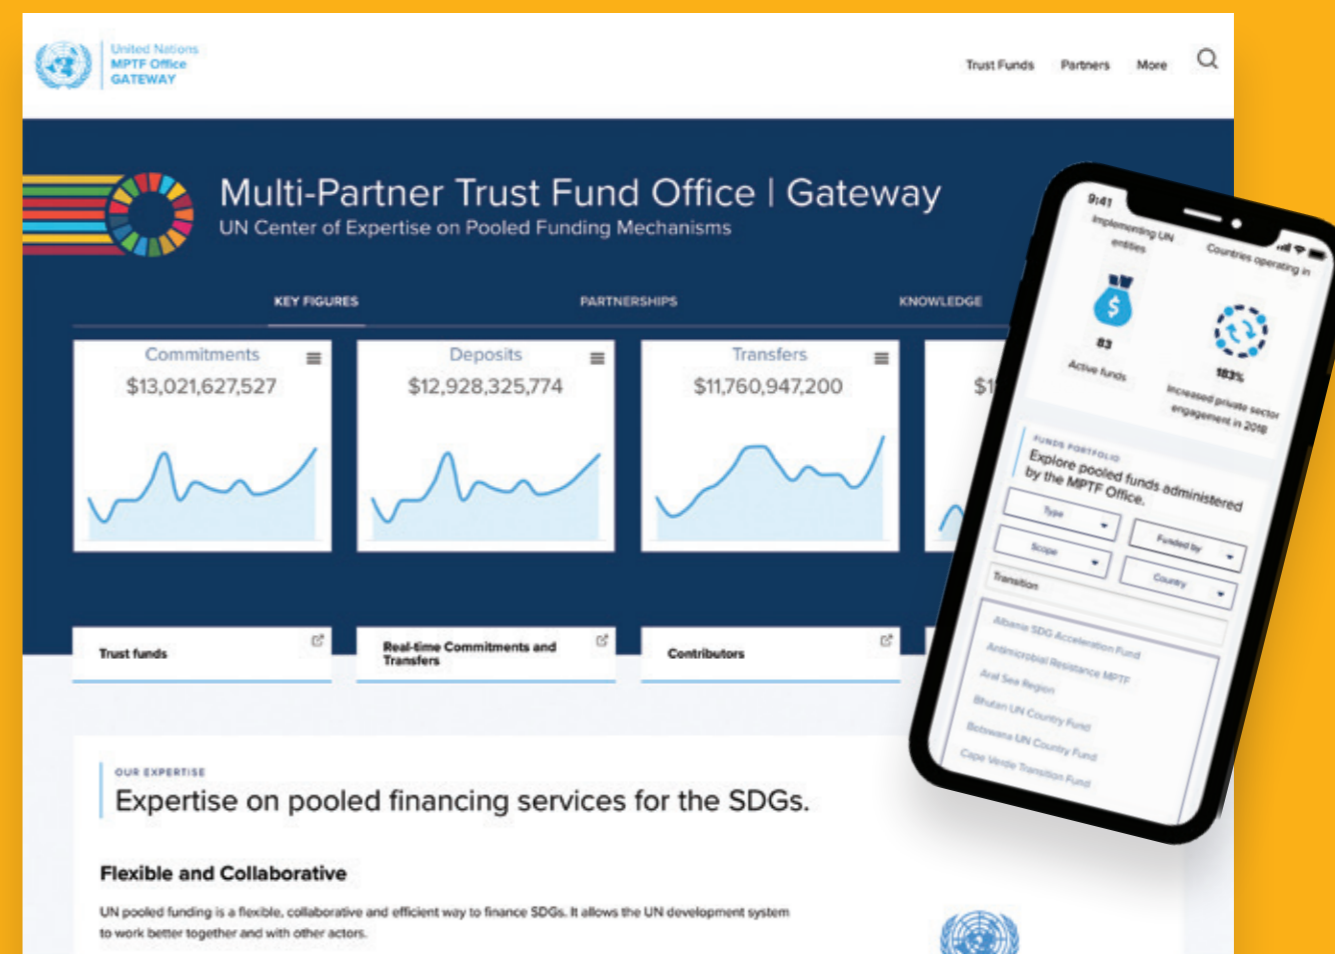 United Nations
MPTF Office
GATEWAY
Trust Funds
Partners
More
Multi-Partner Trust Fund Office | Gateway
UN Center of Expertise on Pooled Funding Mechanisms
KEY FIGURES
PARTNERSHIPS
KNOWLEDGE
Commitments
$13,021,627,527
Deposits
$12,928,325,774
Transfers
$11,760,947,200
$1
Trust funds
Real-time Commitments and
Transfers
Contributors
OUR EXPERTISE
Expertise on pooled financing services for the SDGs.
Flexible and Collaborative
UN pooled funding is a flexible, collaborative and efficient way to finance SDGs. It allows the UN development system
to work better together and with other actors.
9:41
Implementing UN
entities
Countries operating in
83
Active funds
183%
Increased private sector
engagement in 2018
FUNDS PORTFOLIO
Explore pooled funds administered
by the MPTF Office.
Type
Funded by
Scope
Country
Transition
Albania SDG Acceleration Fund
Antimicrobial Resistance MPTF
Aral Sea Region
Bhutan UN Country Fund
Botswana UN Country Fund
Cape Verde Transition Fund